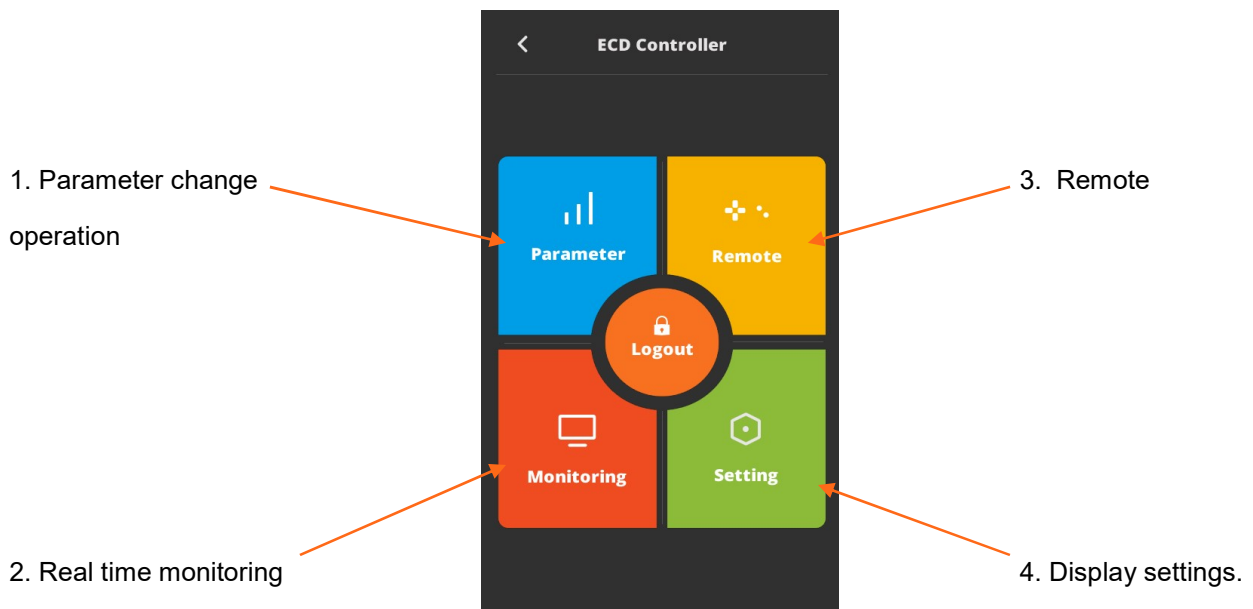 ECD Controller
1. Parameter change
operation
3. Remote
Parameter
Remote
Logout
Monitoring
Setting
2. Real time monitoring
4. Display settings.